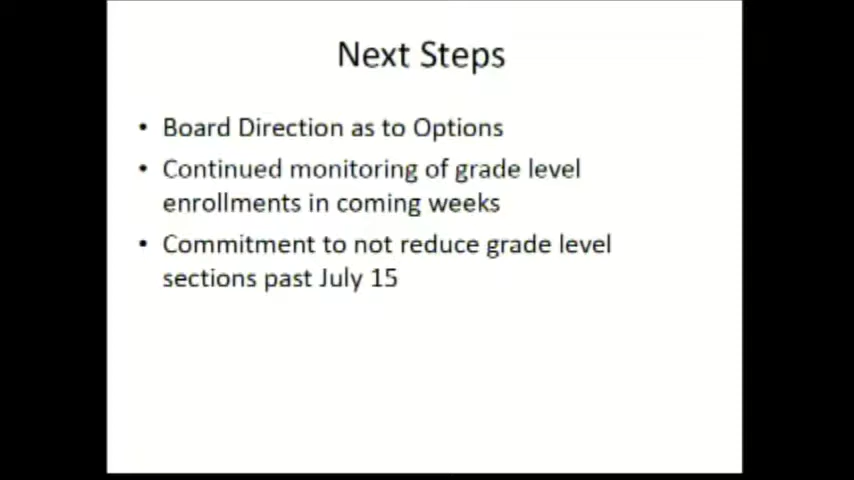 Next Steps
• Board Direction as to Options
• Continued monitoring of grade level
enrollments in coming weeks
• Commitment to not reduce grade level
sections past July 15